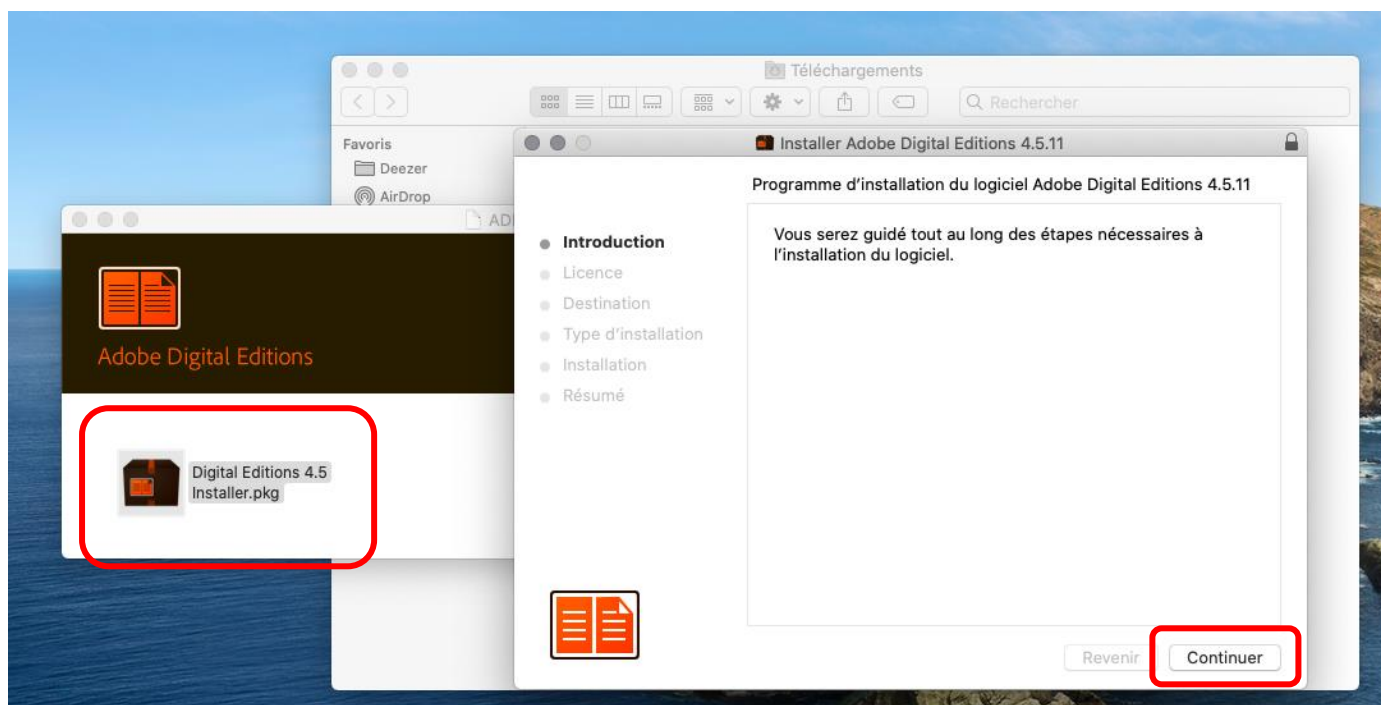 Téléchargements
Rechercher
Favoris
Deezer
AirDrop
Installer Adobe Digital Editions 4.5.11
Programme d'installation du logiciel Adobe Digital Editions 4.5.11
Introduction
Licence
Destination
Type d'installation
Installation
Résumé
Vous serez guidé tout au long des étapes nécessaires à
l'installation du logiciel.
Revenir
Continuer
Adobe Digital Editions
Digital Editions 4.5
Installer.pkg